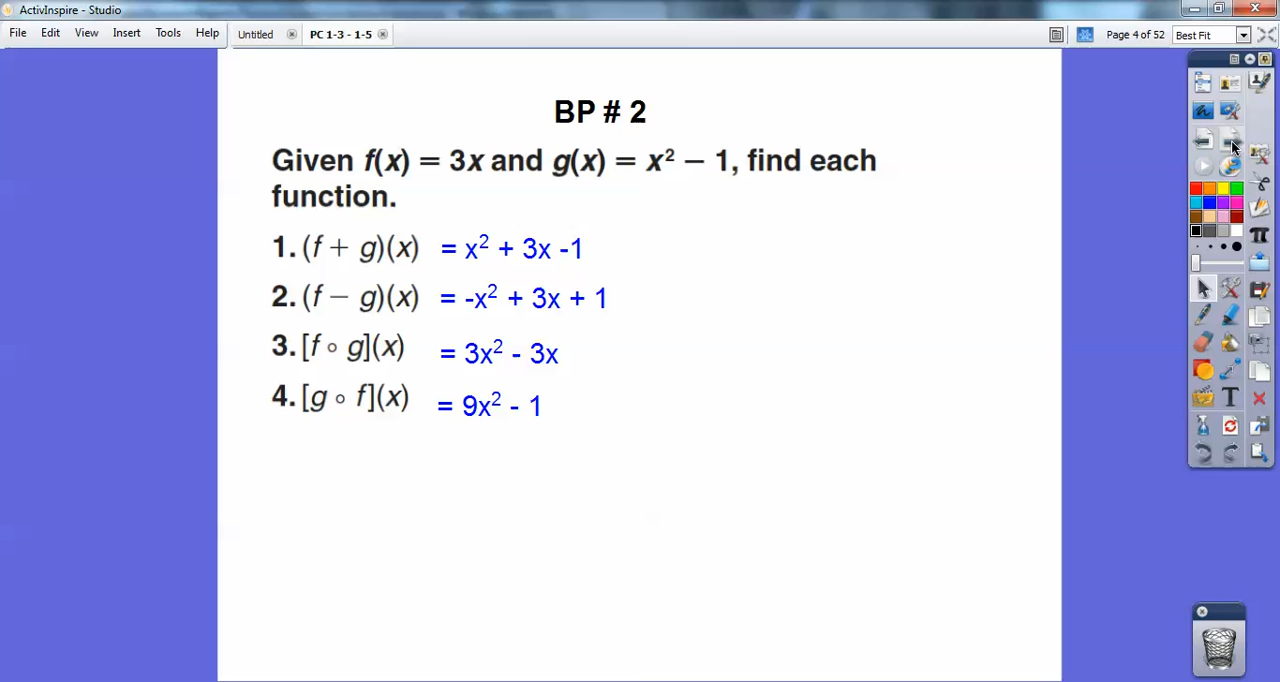 ActivInspire - Studio
File Edit View Insert Tools Help Untitled PC 1-3 - 1-5 Page 4 of 52 Best Fit
BP # 2
Given f(x) = 3x and g(x) = x² − 1, find each
function.
1. (f + g)(x) = x² + 3x -1
2. (f − g)(x) = -x² + 3x + 1
3. [f ∘ g](x) = 3x² - 3x
4. [g ∘ f](x) = 9x² - 1